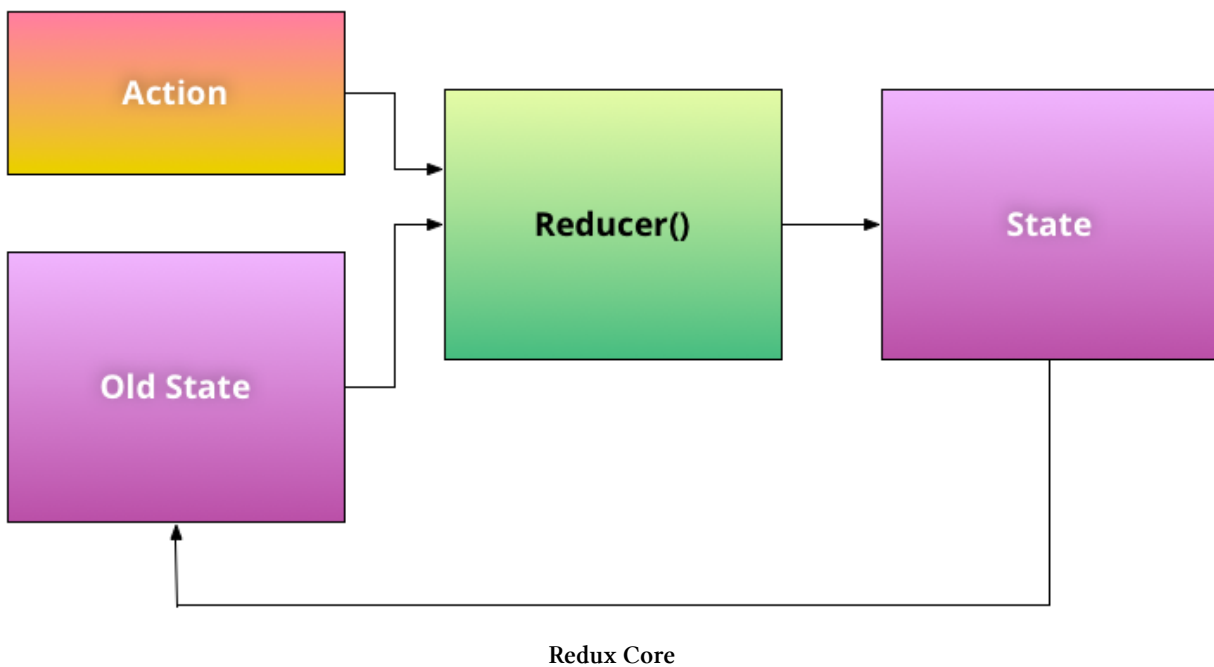 Action
Reducer()
State
Old State
Redux Core